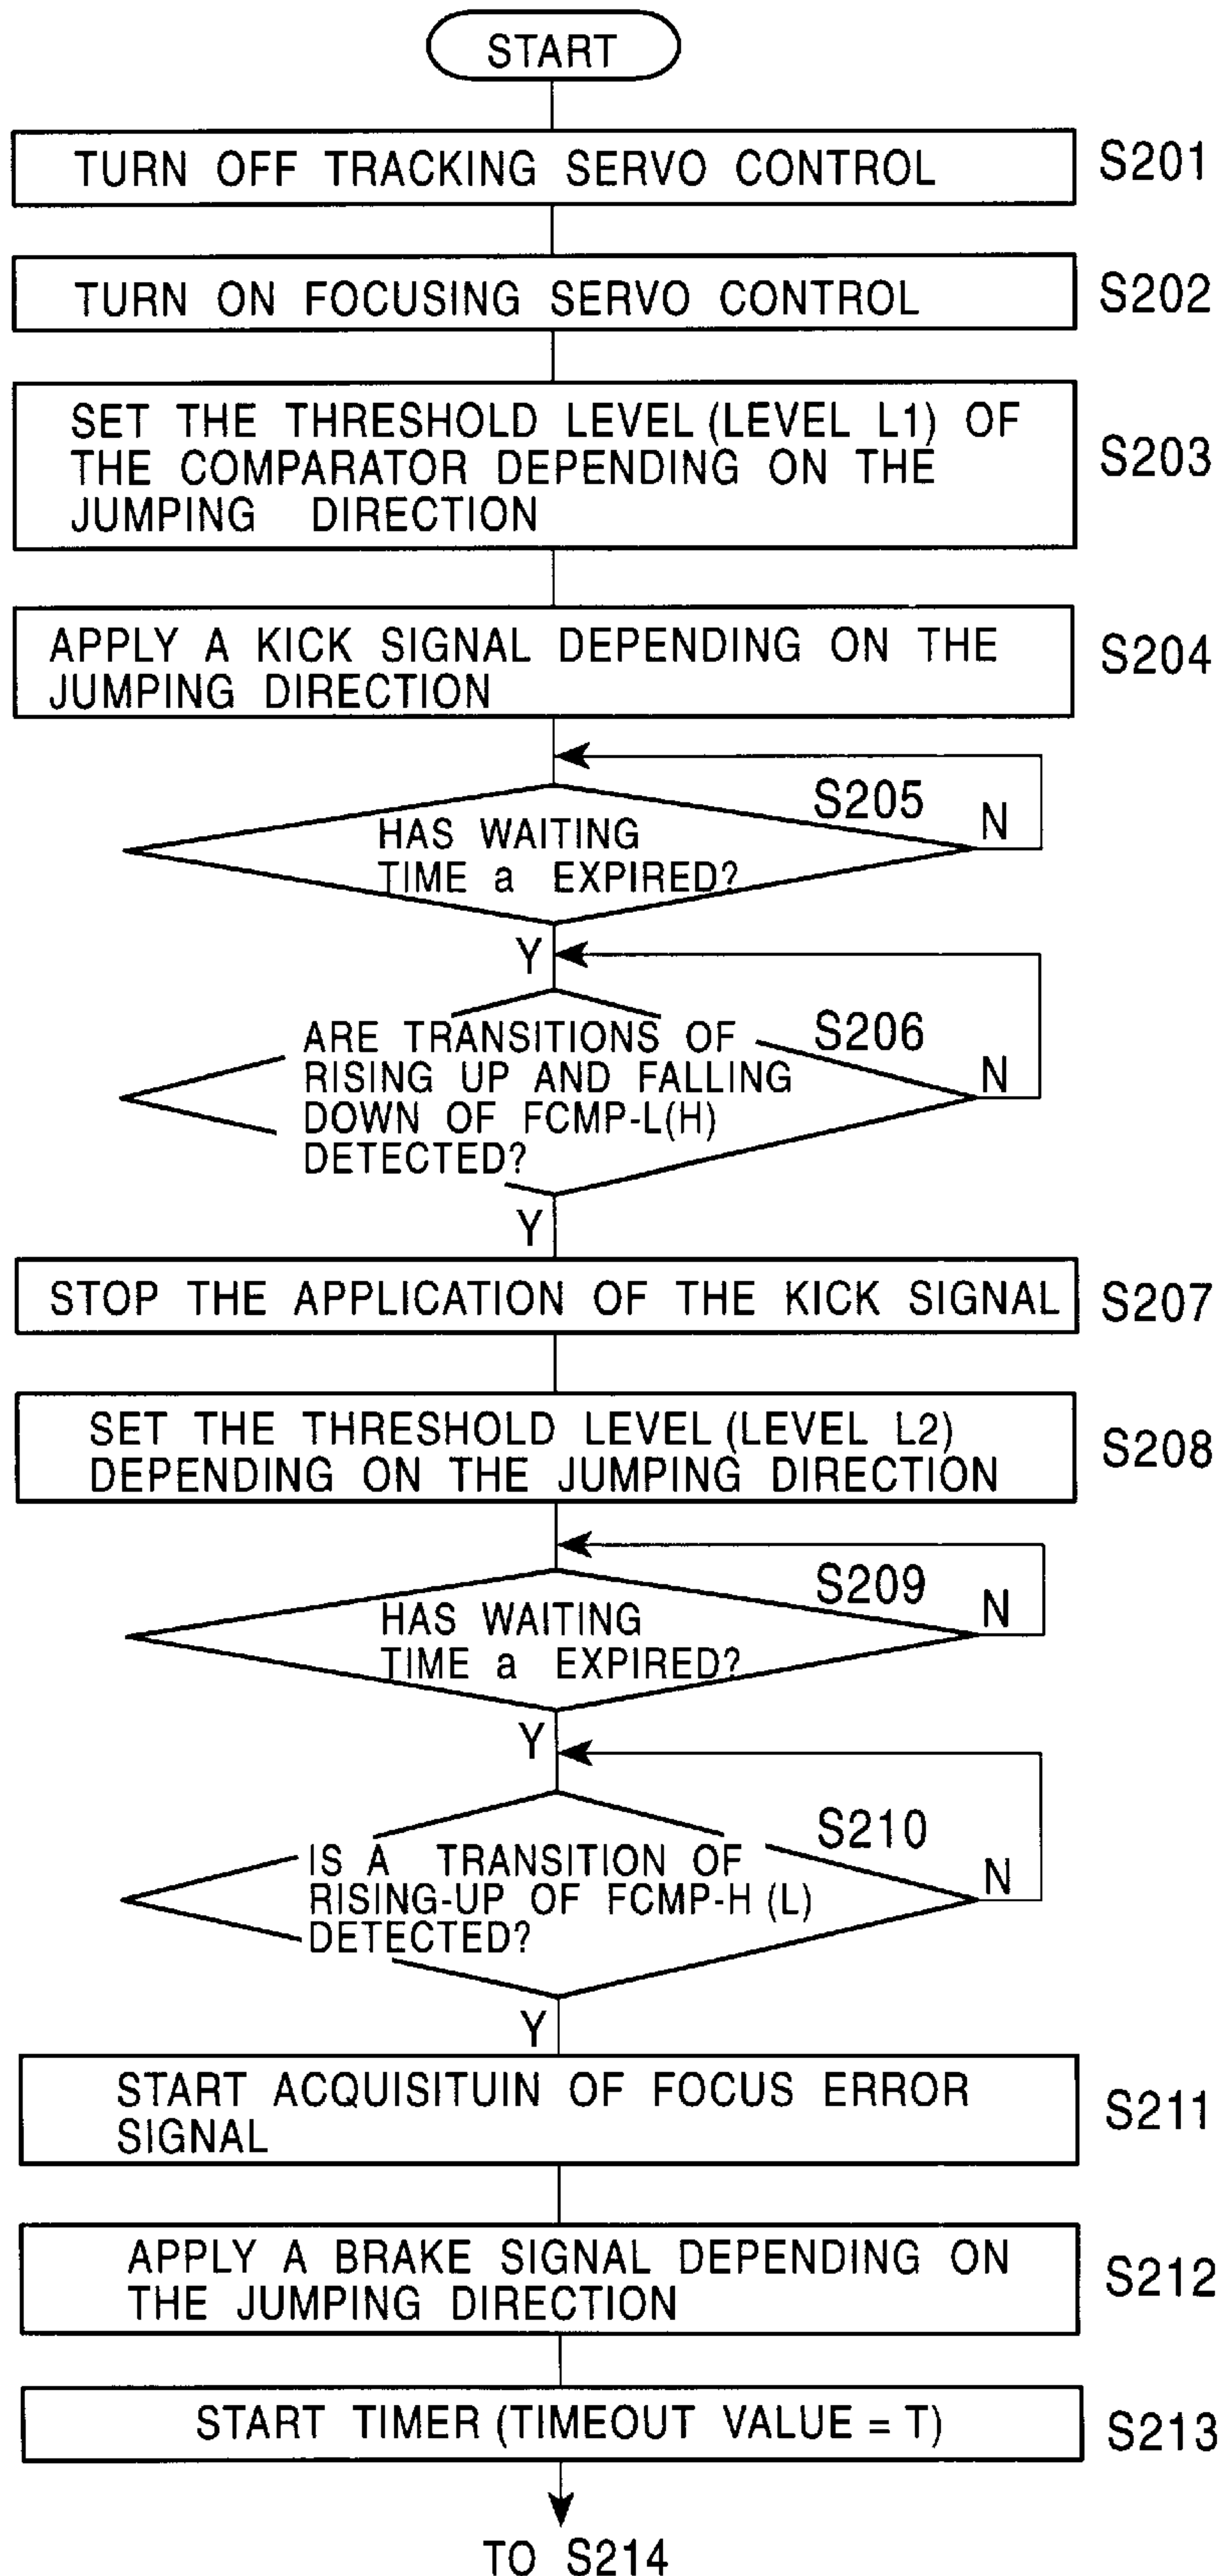 START
TURN OFF TRACKING SERVO CONTROL
S201
TURN ON FOCUSING SERVO CONTROL
S202
SET THE THRESHOLD LEVEL (LEVEL L1) OF
THE COMPARATOR DEPENDING ON THE
JUMPING DIRECTION
S203
APPLY A KICK SIGNAL DEPENDING ON THE
JUMPING DIRECTION
S204
S205
HAS WAITING
TIME a EXPIRED?
N
Y
S206
ARE TRANSITIONS OF
RISING UP AND FALLING
DOWN OF FCMP-L(H)
DETECTED?
N
Y
STOP THE APPLICATION OF THE KICK SIGNAL
S207
SET THE THRESHOLD LEVEL (LEVEL L2)
DEPENDING ON THE JUMPING DIRECTION
S208
S209
HAS WAITING
TIME a EXPIRED?
N
Y
S210
IS A TRANSITION OF
RISING-UP OF FCMP-H (L)
DETECTED?
N
Y
START ACQUISITUIN OF FOCUS ERROR
SIGNAL
S211
APPLY A BRAKE SIGNAL DEPENDING ON
THE JUMPING DIRECTION
S212
START TIMER (TIMEOUT VALUE = T)
S213
TO S214